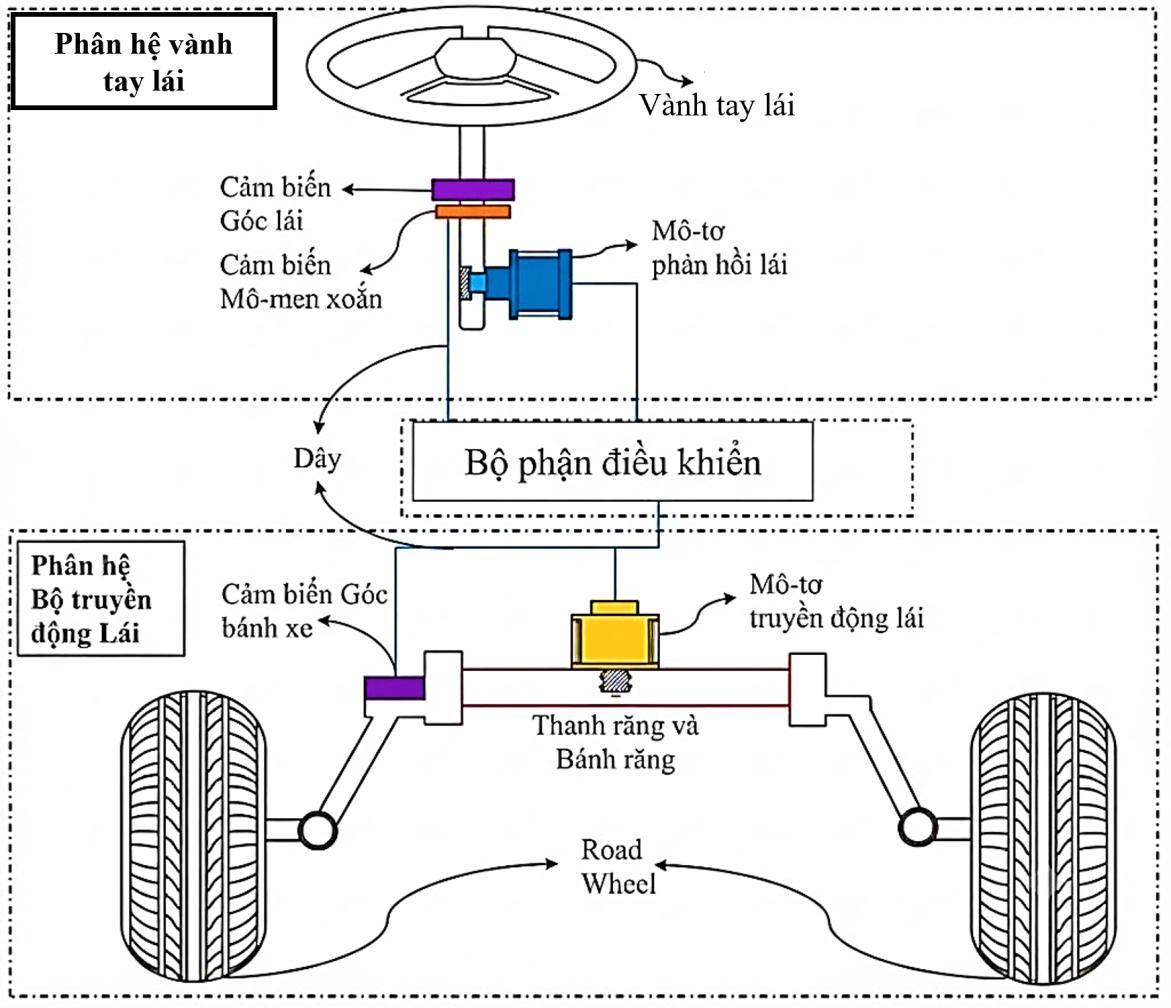 Phân hệ vành
tay lái
Vành tay lái
Cảm biến
Góc lái
Cảm biến
Mô-men xoắn
Mô-tơ
phản hồi lái
Dây
Bộ phận điều khiển
Phân hệ
Bộ truyền
động Lái
Cảm biến Góc
bánh xe
Mô-tơ
truyền động lái
Thanh răng và
Bánh răng
Road
Wheel